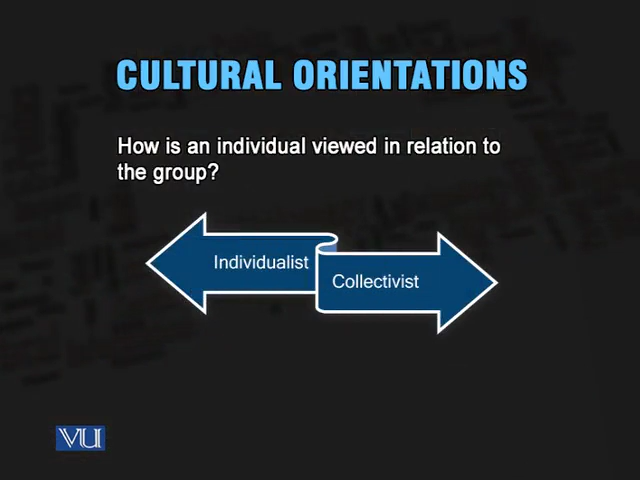 CULTURAL ORIENTATIONS
How is an individual viewed in relation to
the group?
Individualist
Collectivist
VU